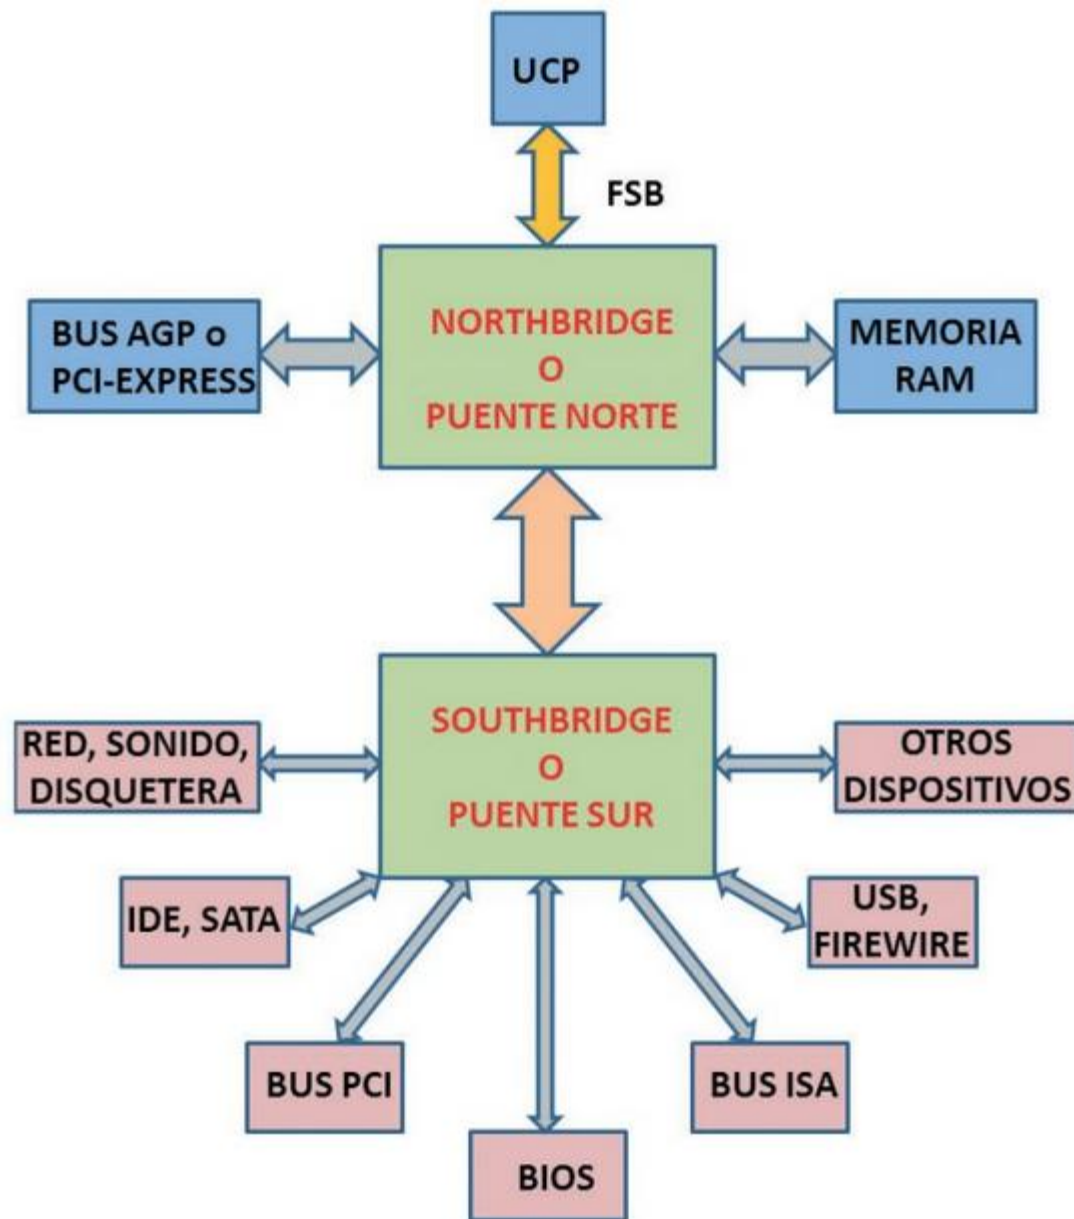 UCP
FSB
BUS AGP o
PCI-EXPRESS
NORTHBRIDGE
O
PUENTE NORTE
MEMORIA
RAM
SOUTHBRIDGE
O
PUENTE SUR
RED, SONIDO,
DISQUETERA
OTROS
DISPOSITIVOS
IDE, SATA
USB,
FIREWIRE
BUS PCI
BUS ISA
BIOS